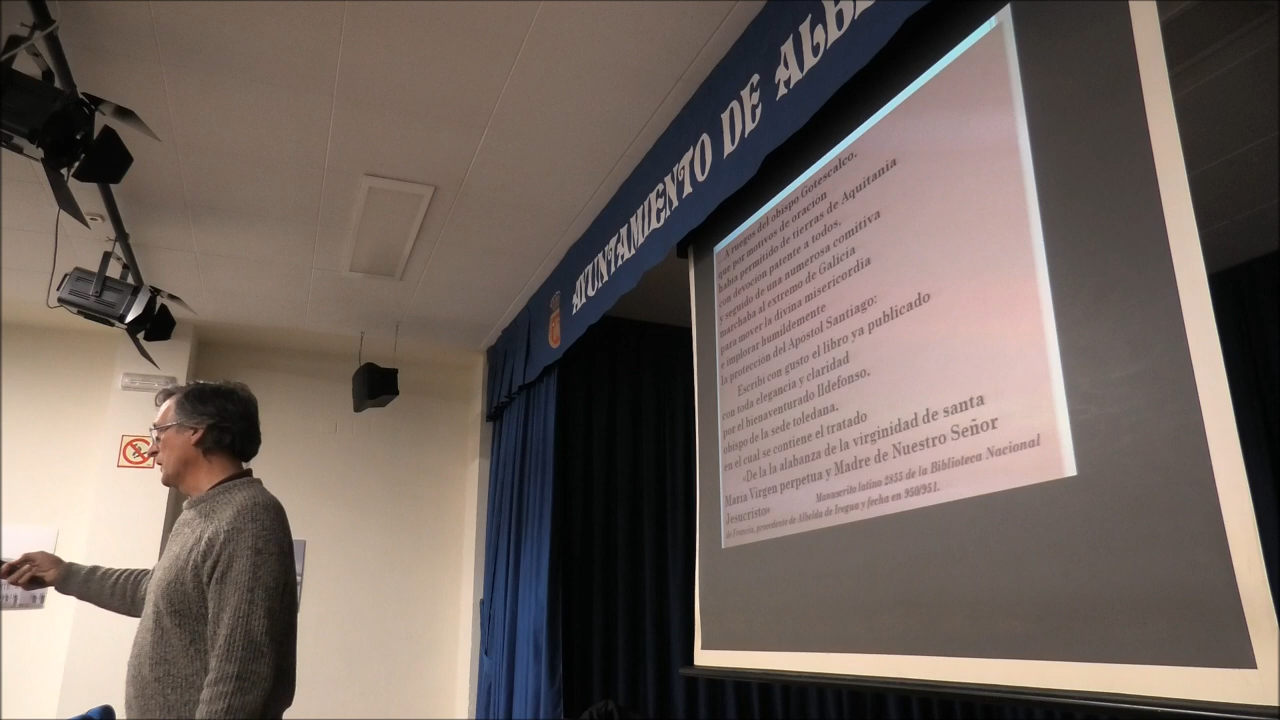 AYUNTAMIENTO DE ALBE
A ruegos del obispo Gotescalco,
que por motivos de oración
había permitido de tierras de Aquitania
con devoción patente a todos,
y seguido de una numerosa comitiva
marchaba al extremo de Galicia
para mover la divina misericordia
e implorar humildemente
la protección del Apostol Santiago:
Escribí con gusto el libro ya publicado
con toda elegancia y claridad
por el bienaventurado Ildefonso,
obispo de la sede toledana,
en el cual se contiene el tratado
«De la la alabanza de la virginidad de santa
María Virgen perpetua y Madre de Nuestro Señor
Jesucristo»
Manuscrito latino 2855 de la Biblioteca Nacional
de Francia, procedente de Albelda de Iregua y fecha en 950/951.